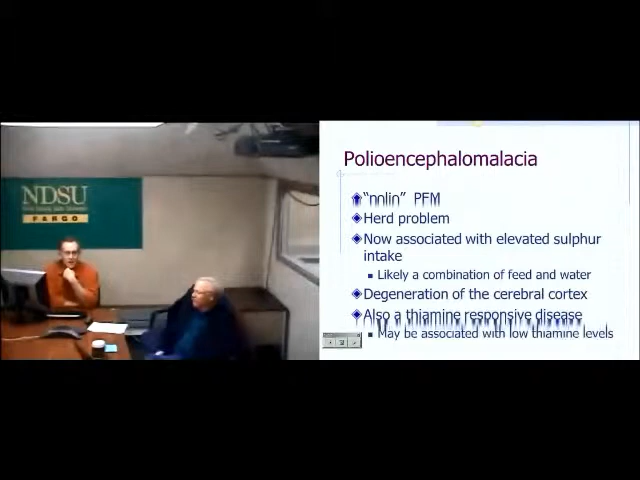 NDSU
FARGO
Polioencephalomalacia
"polio" PEM
Herd problem
Now associated with elevated sulphur
intake
Likely a combination of feed and water
Degeneration of the cerebral cortex
Also a thiamine responsive disease
May be associated with low thiamine levels